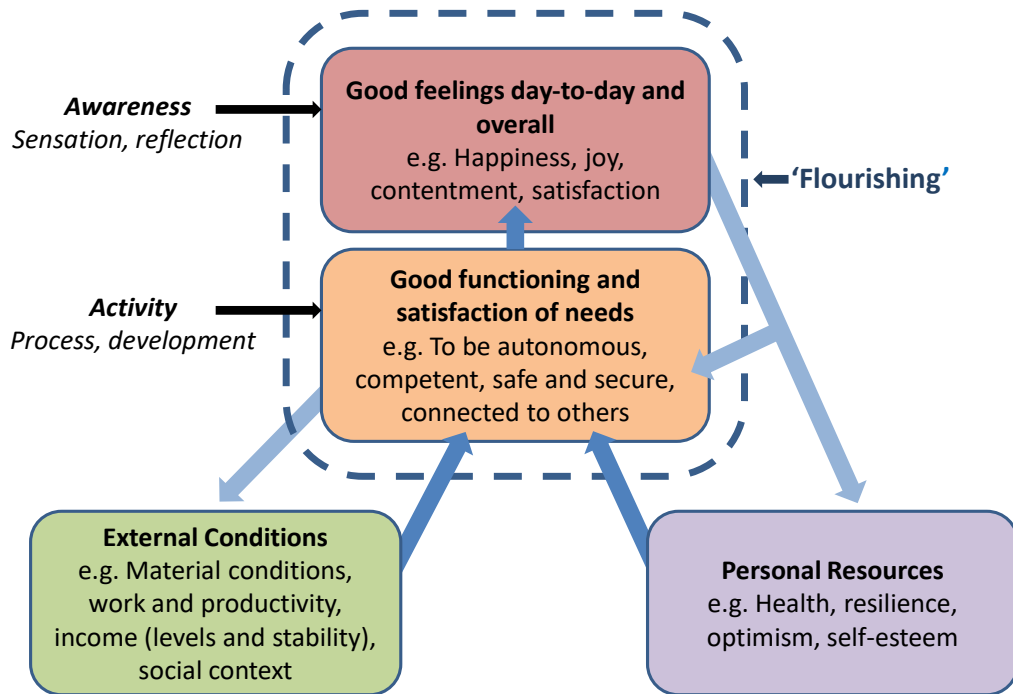 Good feelings day-to-day and
overall
e.g. Happiness, joy,
contentment, satisfaction
Awareness
Sensation, reflection
‘Flourishing’
Good functioning and
satisfaction of needs
e.g. To be autonomous,
competent, safe and secure,
connected to others
Activity
Process, development
External Conditions
e.g. Material conditions,
work and productivity,
income (levels and stability),
social context
Personal Resources
e.g. Health, resilience,
optimism, self-esteem